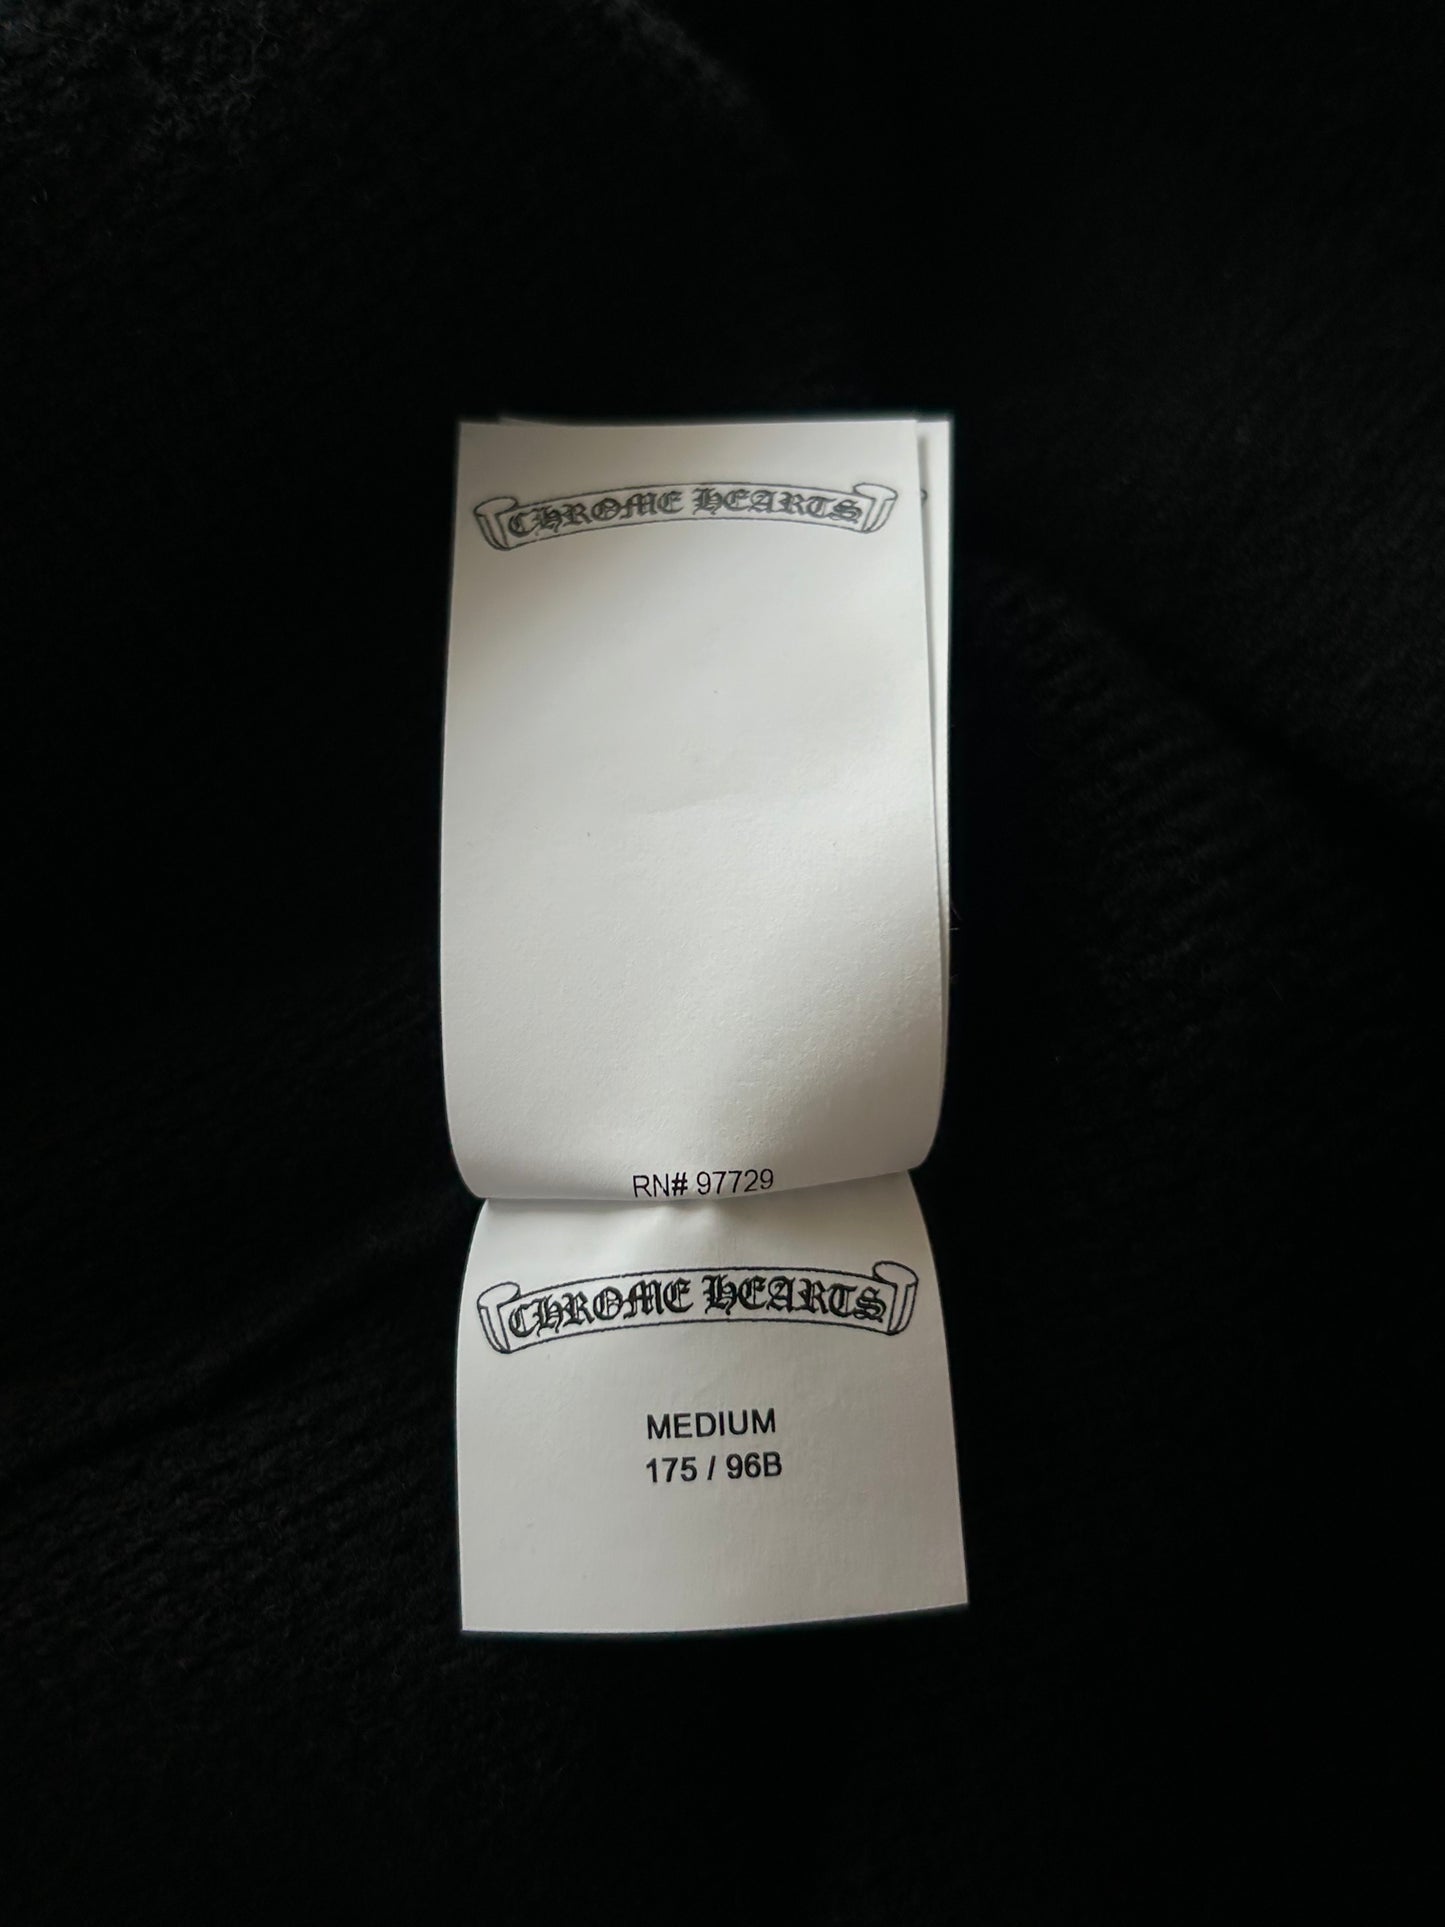 CHROME HEARTS
RN# 97729
CHROME HEARTS
MEDIUM
175 / 96B